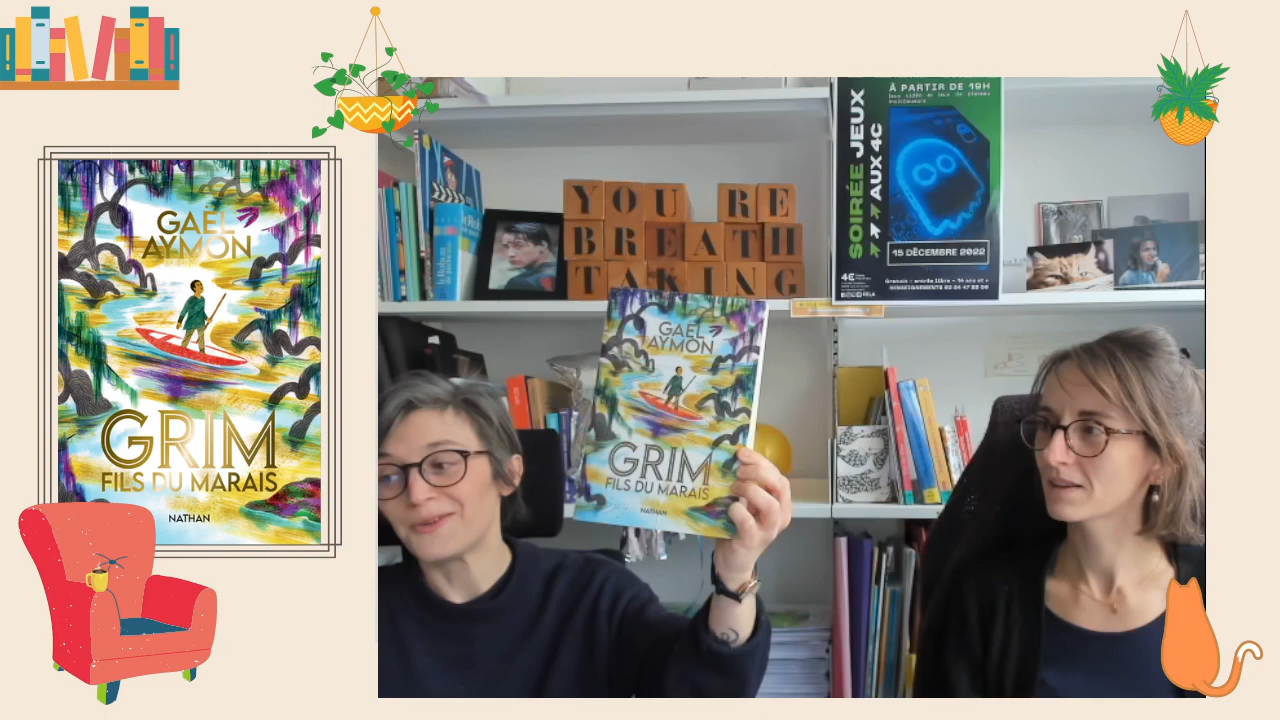 GAËL
AYMON
GRIM
FILS DU MARAIS
NATHAN
YOU RE
BREATH
TAKING
GAËL
AYMON
GRIM
FILS DU MARAIS
NATHAN
À PARTIR DE 19H
SOIRÉE JEUX
AUX 4C
15 DÉCEMBRE 2022
4C